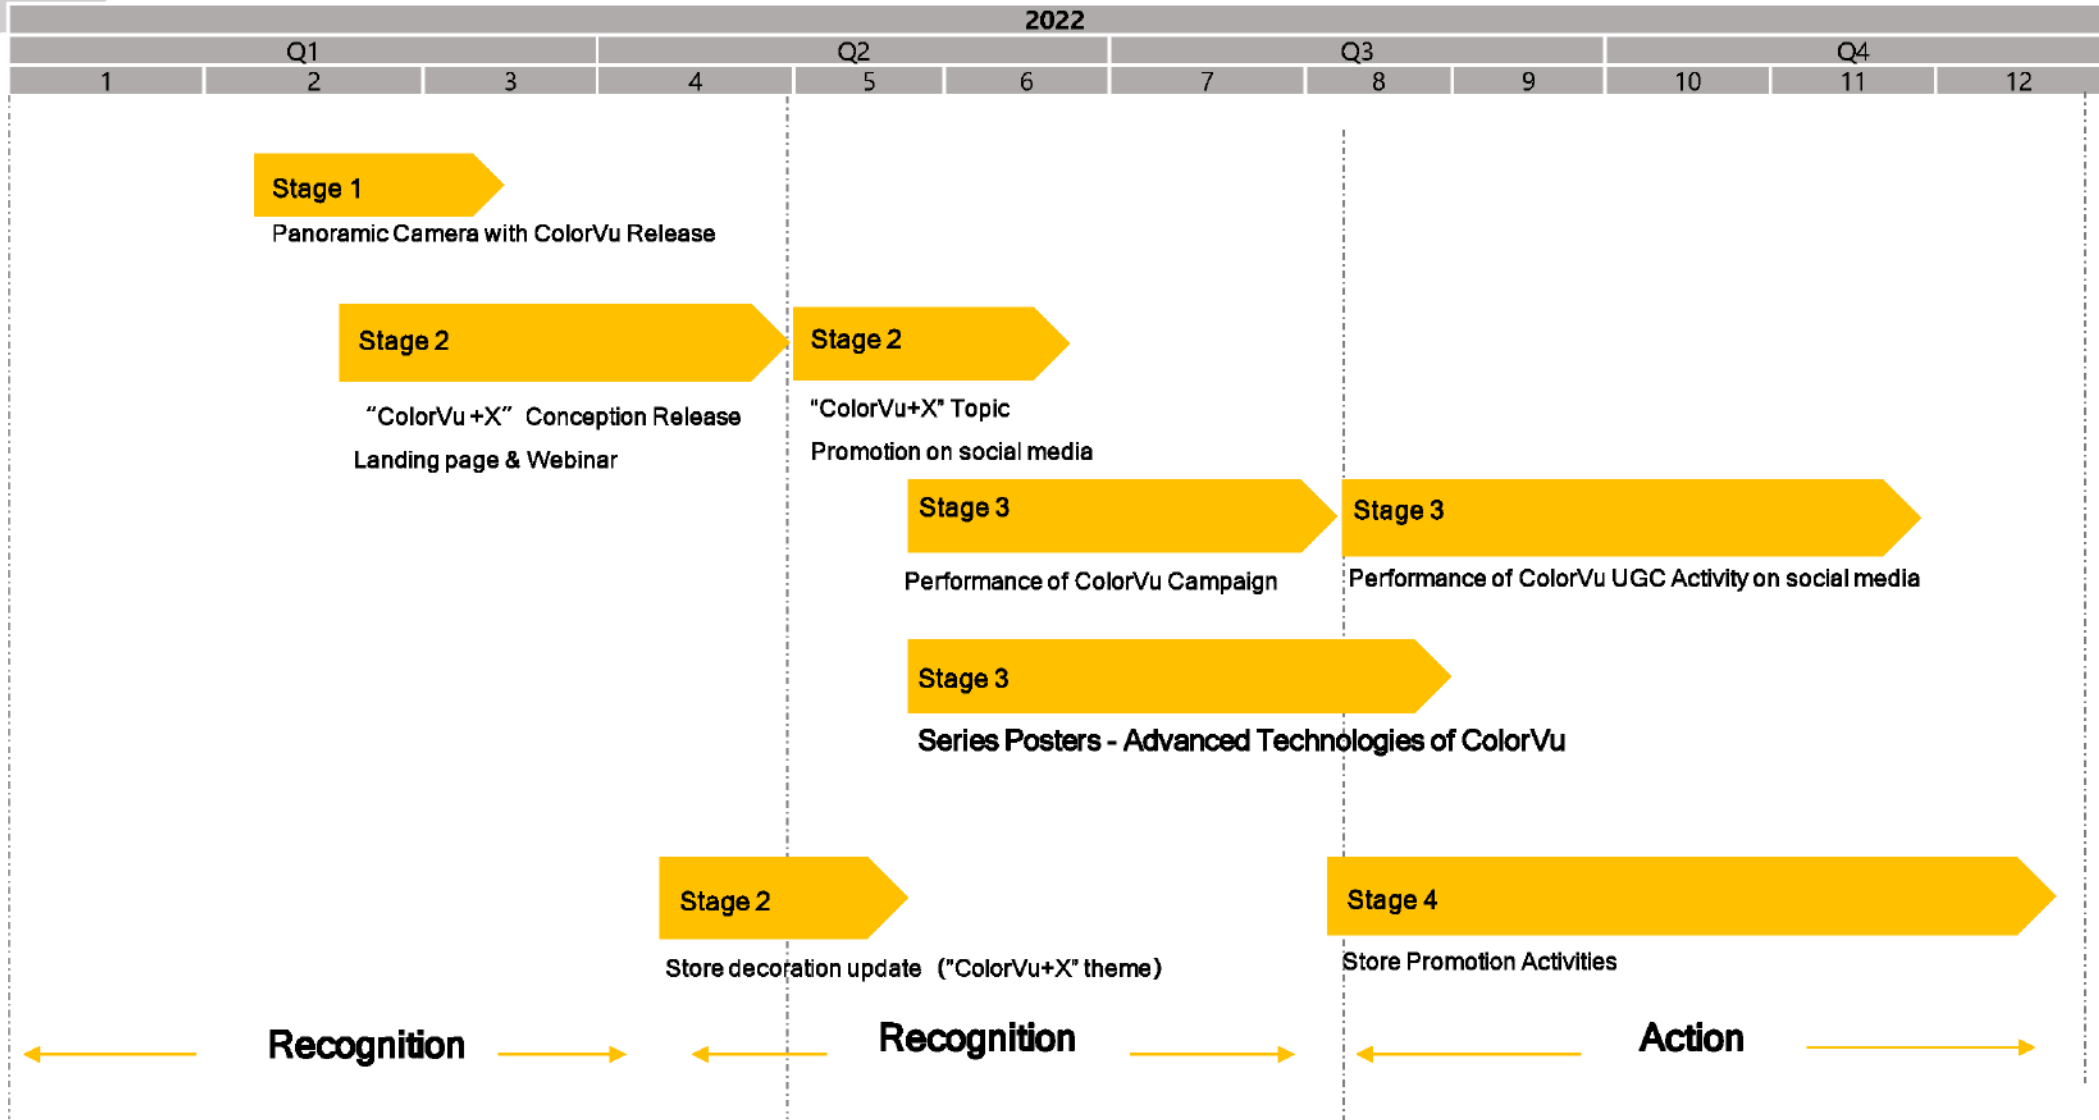 2022
Q1 Q2 Q3 Q4
1 2 3 4 5 6 7 8 9 10 11 12
Stage 1
Panoramic Camera with ColorVu Release
Stage 2
“ColorVu +X” Conception Release
Landing page & Webinar
Stage 2
"ColorVu+X" Topic
Promotion on social media
Stage 3
Performance of ColorVu Campaign
Stage 3
Performance of ColorVu UGC Activity on social media
Stage 3
Series Posters - Advanced Technologies of ColorVu
Stage 2
Store decoration update ("ColorVu+X" theme)
Stage 4
Store Promotion Activities
Recognition
Recognition
Action